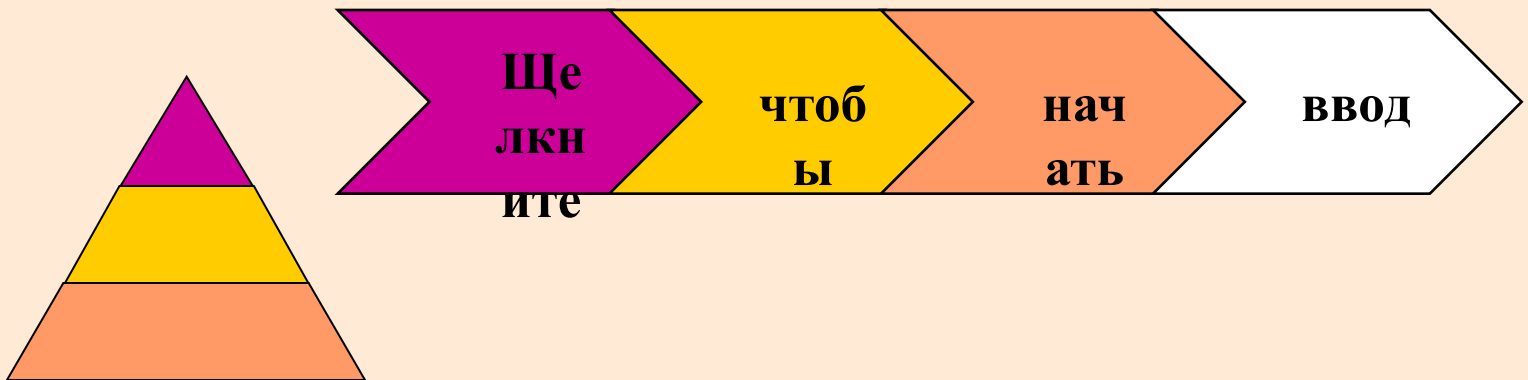 Ще
лкн
ите
чтоб
ы
нач
ать
ввод